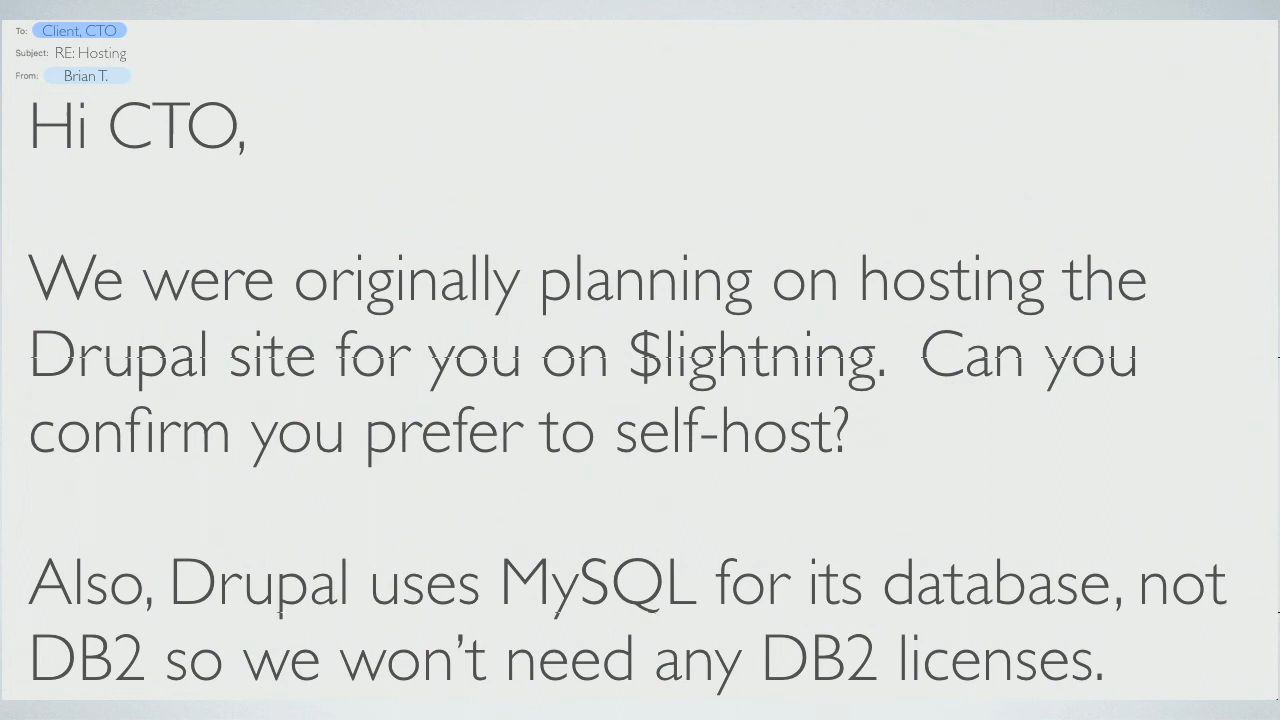 To: Client, CTO
Subject: RE: Hosting
From: Brian T.
Hi CTO,
We were originally planning on hosting the
Drupal site for you on $lightning. Can you
confirm you prefer to self-host?
Also, Drupal uses MySQL for its database, not
DB2 so we won't need any DB2 licenses.